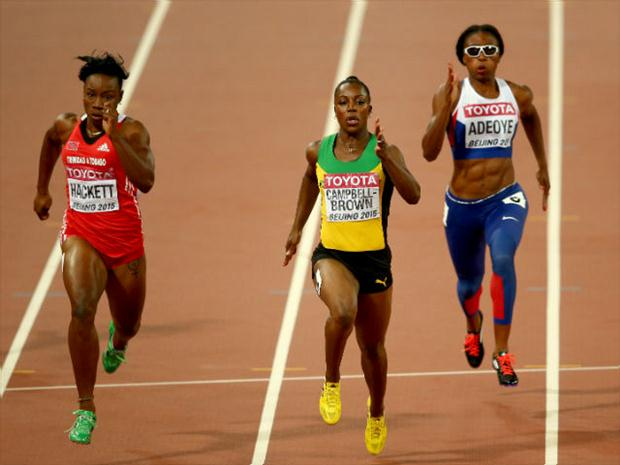 TRINIDAD & TOBAGO
TOYOTA
HACKETT
BEIJING 2015
TOYOTA
CAMPBELL-
BROWN
BEIJING 2015
TOYOTA
ADEOYE
BEIJING 20